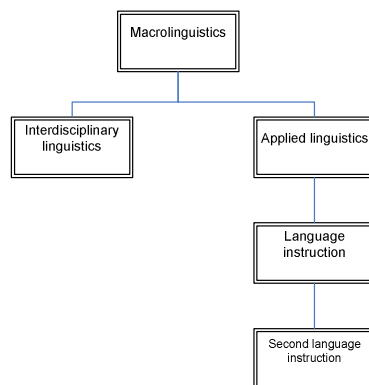 Macrolinguistics
Interdisciplinary
linguistics
Applied linguistics
Language
instruction
Second language
instruction